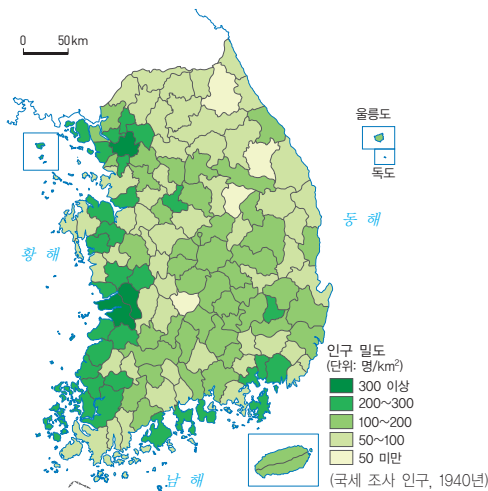 0 50km
울릉도
독도
동 해
황 해
남 해
인구 밀도
(단위: 명/km²)
300 이상
200~300
100~200
50~100
50 미만
(국세 조사 인구, 1940년)